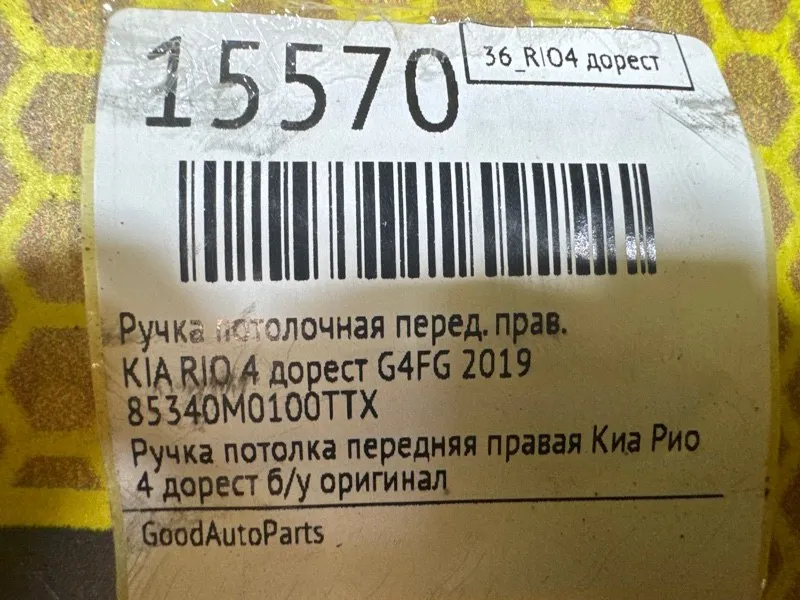 15570
36_RIO4 дорест
Ручка потолочная перед. прав.
KIA RIO 4 дорест G4FG 2019
85340M0100TTX
Ручка потолка передняя правая Киа Рио
4 дорест б/у оригинал
GoodAutoParts